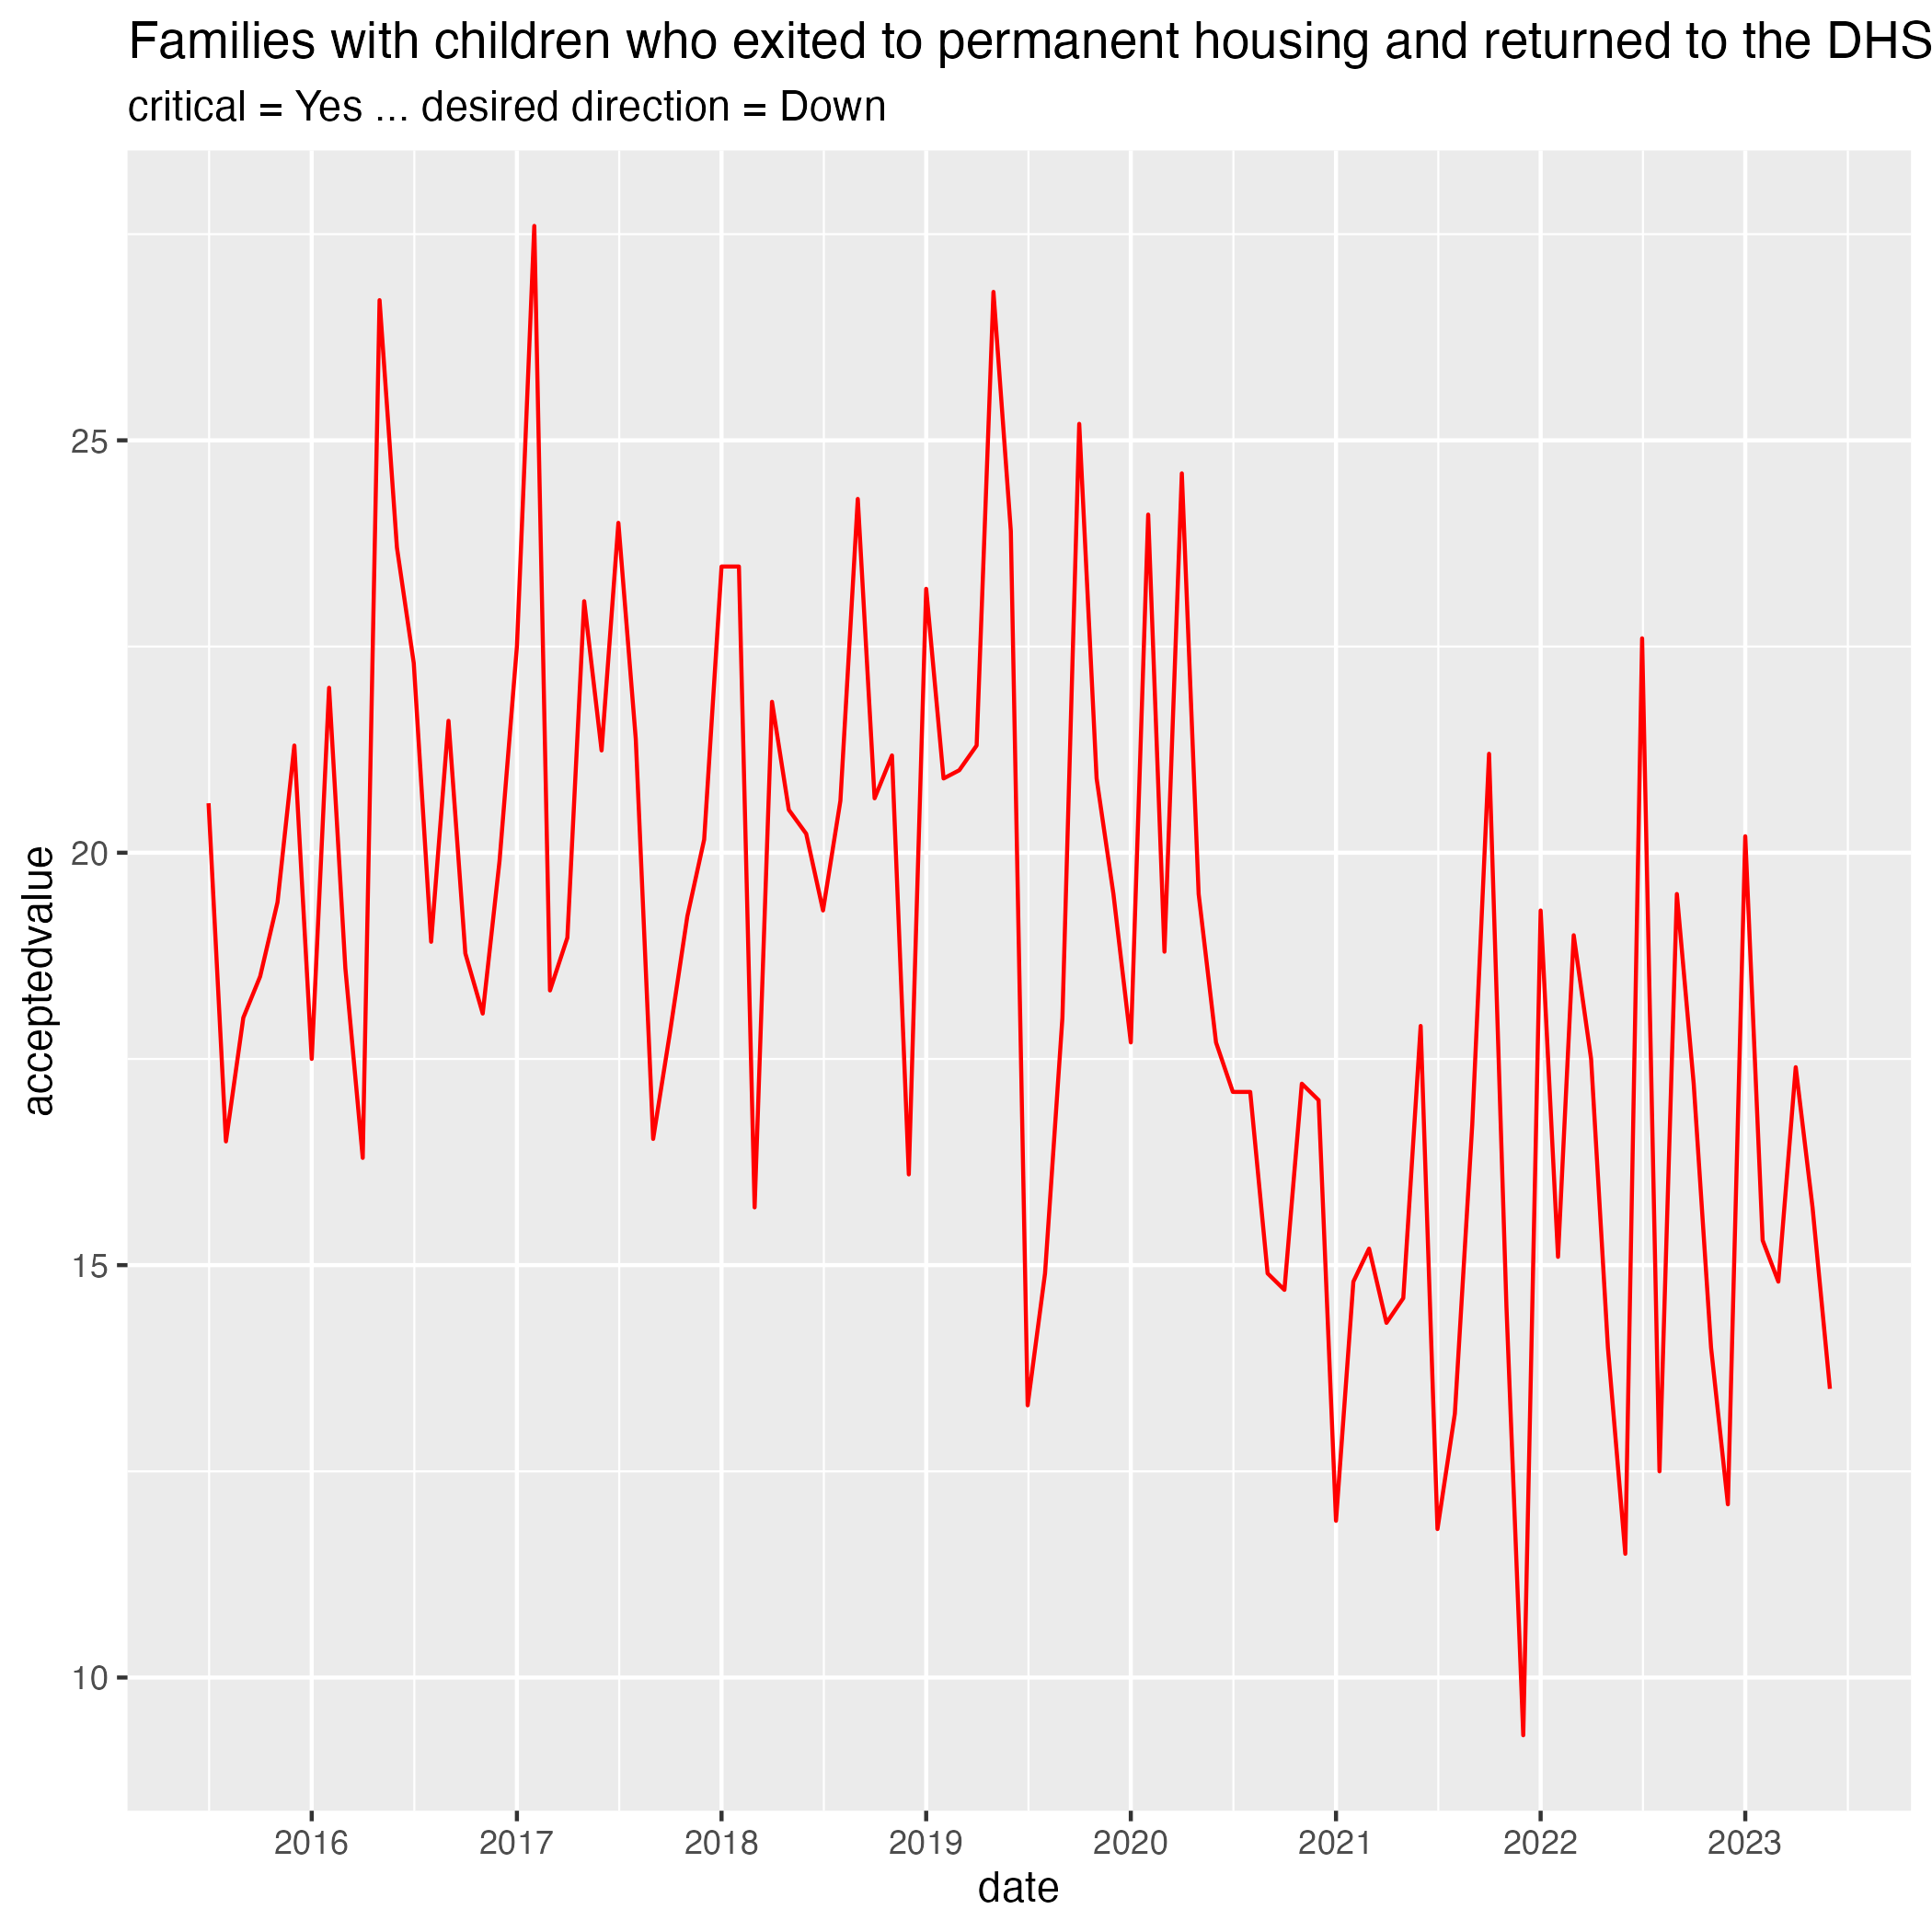 Families with children who exited to permanent housing and returned to the DHS
critical = Yes ... desired direction = Down
acceptedvalue
25
20
15
10
2016 2017 2018 2019 2020 2021 2022 2023
date